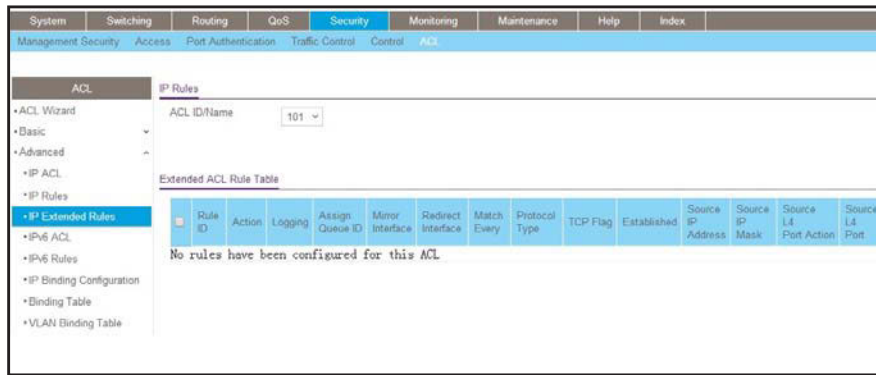 System Switching Routing QoS Security Monitoring Maintenance Help Index
Management Security Access Port Authentication Traffic Control Control ACL
ACL
• ACL Wizard
• Basic
• Advanced
• IP ACL
• IP Rules
• IP Extended Rules
• IPv6 ACL
• IPv6 Rules
• IP Binding Configuration
• Binding Table
• VLAN Binding Table
IP Rules
ACL ID/Name 101
Extended ACL Rule Table
Rule ID Action Logging Assign Queue ID Mirror Interface Redirect Interface Match Every Protocol Type TCP Flag Established Source IP Address Source IP Mask Source L4 Port Action Source L4 Port
No rules have been configured for this ACL